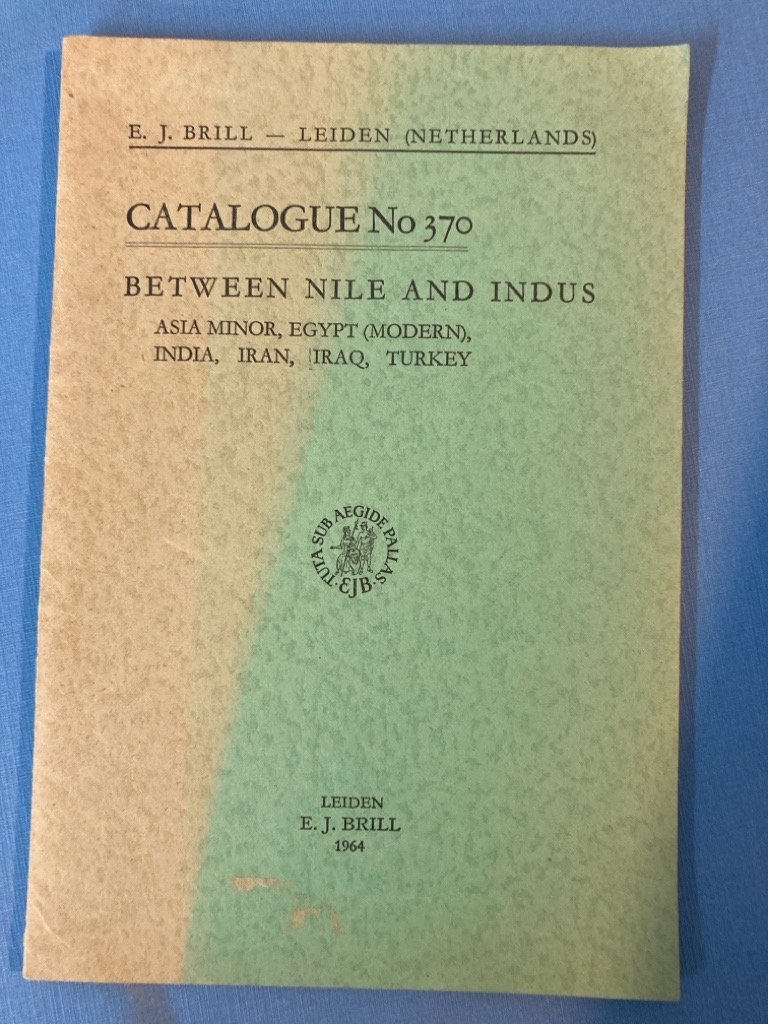 E. J. BRILL — LEIDEN (NETHERLANDS)
CATALOGUE No 370
BETWEEN NILE AND INDUS
ASIA MINOR, EGYPT (MODERN),
INDIA, IRAN, IRAQ, TURKEY
TUTA SUB AEGIDE PALLAS · EJB ·
LEIDEN
E. J. BRILL
1964